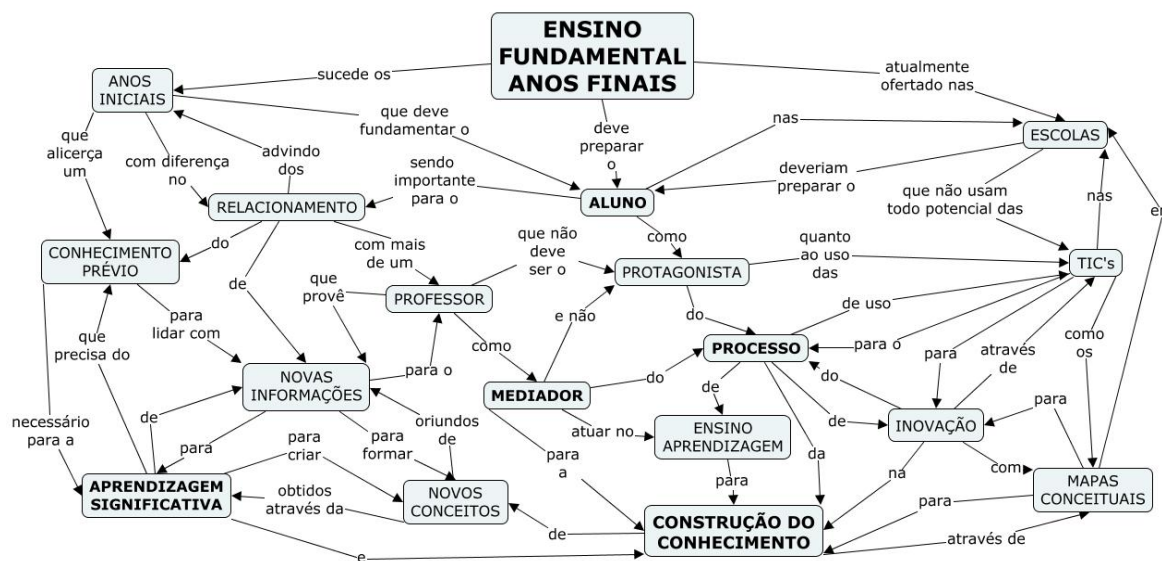 ENSINO
FUNDAMENTAL
ANOS FINAIS
sucede os
atualmente
ofertado nas
ANOS
INICIAIS
que deve
fundamentar o
deve
preparar
o
nas
ESCOLAS
que
alicerça
um
com diferença
no
advindo
dos
sendo
importante
para o
deveriam
preparar o
que não usam
todo potencial das
nas
em
RELACIONAMENTO
ALUNO
CONHECIMENTO
PRÉVIO
do
com mais
de um
que não
deve
ser o
como
quanto
ao uso
das
PROTAGONISTA
TIC's
de
que
provê
PROFESSOR
para
lidar com
que
precisa do
e não
do
de uso
como
PROCESSO
para o
para
através
de
como
os
NOVAS
INFORMAÇÕES
para o
MEDIADOR
do
de
do
de
para
necessário
para a
de
para
para
criar
para
formar
oriundos
de
para
a
atuar no
ENSINO
APRENDIZAGEM
da
INOVAÇÃO
com
na
para
APRENDIZAGEM
SIGNIFICATIVA
obtidos
através da
NOVOS
CONCEITOS
MAPAS
CONCEITUAIS
para
de
CONSTRUÇÃO DO
CONHECIMENTO
através de
e